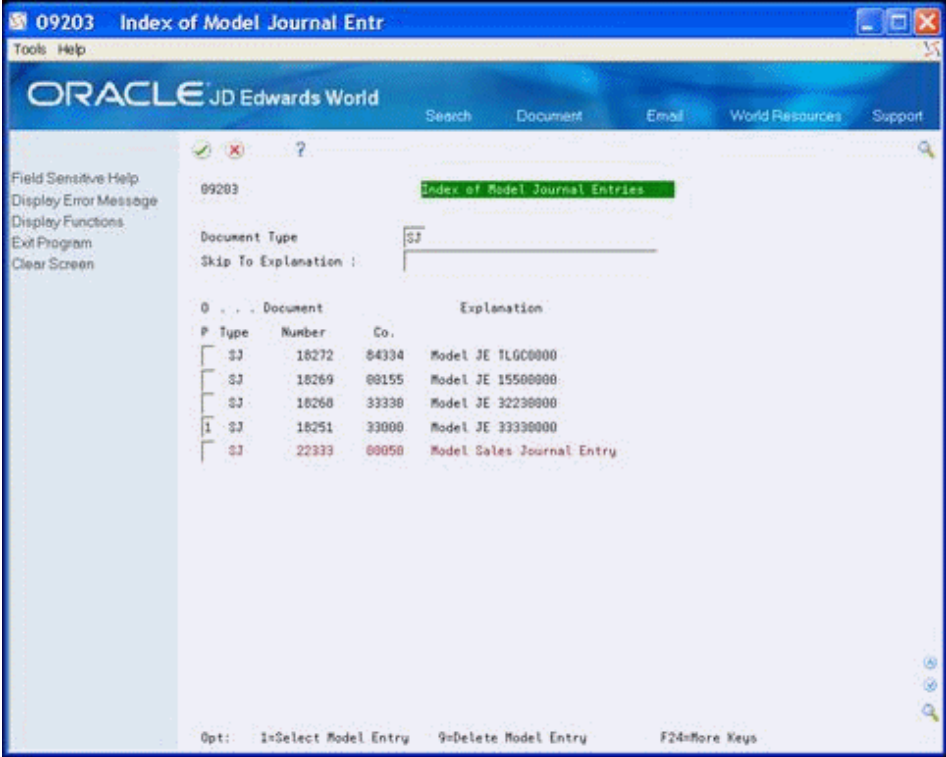 09203 Index of Model Journal Entr
Tools Help
ORACLE JD Edwards World
Search Document Email World Resources Support
?
Field Sensitive Help
Display Error Message
Display Functions
Exit Program
Clear Screen
09203 Index of Model Journal Entries
Document Type SJ
Skip To Explanation :
O . . . Document Explanation
P Type Number Co.
SJ 18272 84334 Model JE TLGC0000
SJ 18269 00155 Model JE 15500000
SJ 18268 33330 Model JE 32230000
1 SJ 18251 33000 Model JE 33330000
SJ 22333 00050 Model Sales Journal Entry
Opt: 1=Select Model Entry 9=Delete Model Entry F24=More Keys